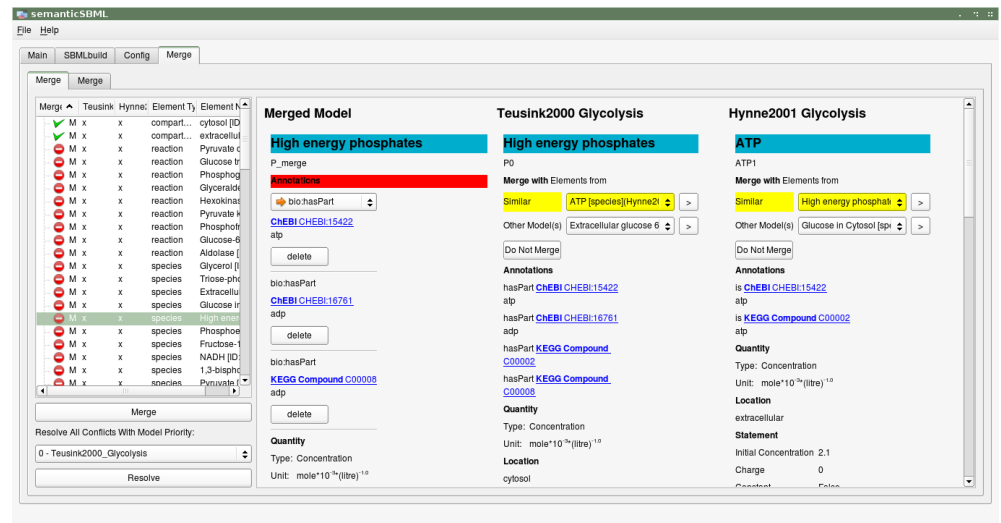 semanticSBML
File Help
Main SBMLbuild Config Merge
Merge Merge
Merge Teusink Hynne2 Element Ty Element N
M x x compart... cytosol [ID
M x x compart... extracellul
M x x reaction Pyruvate d
M x x reaction Glucose tr
M x x reaction Phosphog
M x x reaction Glyceralde
M x x reaction Hexokinas
M x x reaction Pyruvate k
M x x reaction Phosphofr
M x x reaction Glucose-6
M x x reaction Aldolase [
M x x species Glycerol [I
M x x species Triose-pho
M x x species Extracellu
M x x species Glucose in
M x x species High ener
M x x species Phosphoe
M x x species Fructose-1
M x x species NADH [ID:
M x x species 1,3-bispho
M x x species Pyruvate [
Merge
Resolve All Conflicts With Model Priority:
0 - Teusink2000_Glycolysis
Resolve
Merged Model
High energy phosphates
P_merge
Annotations
bio:hasPart
ChEBI CHEBI:15422
atp
delete
bio:hasPart
ChEBI CHEBI:16761
adp
delete
bio:hasPart
KEGG Compound C00008
adp
delete
Quantity
Type: Concentration
Unit: mole*10^-3*(litre)^-1.0
Teusink2000 Glycolysis
High energy phosphates
P0
Merge with Elements from
Similar ATP [species](Hynne20 >
Other Model(s) Extracellular glucose 6 >
Do Not Merge
Annotations
hasPart ChEBI CHEBI:15422
atp
hasPart ChEBI CHEBI:16761
adp
hasPart KEGG Compound
C00002
hasPart KEGG Compound
C00008
Quantity
Type: Concentration
Unit: mole*10^-3*(litre)^-1.0
Location
cytosol
Hynne2001 Glycolysis
ATP
ATP1
Merge with Elements from
Similar High energy phosphate >
Other Model(s) Glucose in Cytosol [spe >
Do Not Merge
Annotations
is ChEBI CHEBI:15422
atp
is KEGG Compound C00002
atp
Quantity
Type: Concentration
Unit: mole*10^-3*(litre)^-1.0
Location
extracellular
Statement
Initial Concentration 2.1
Charge 0
Constant False